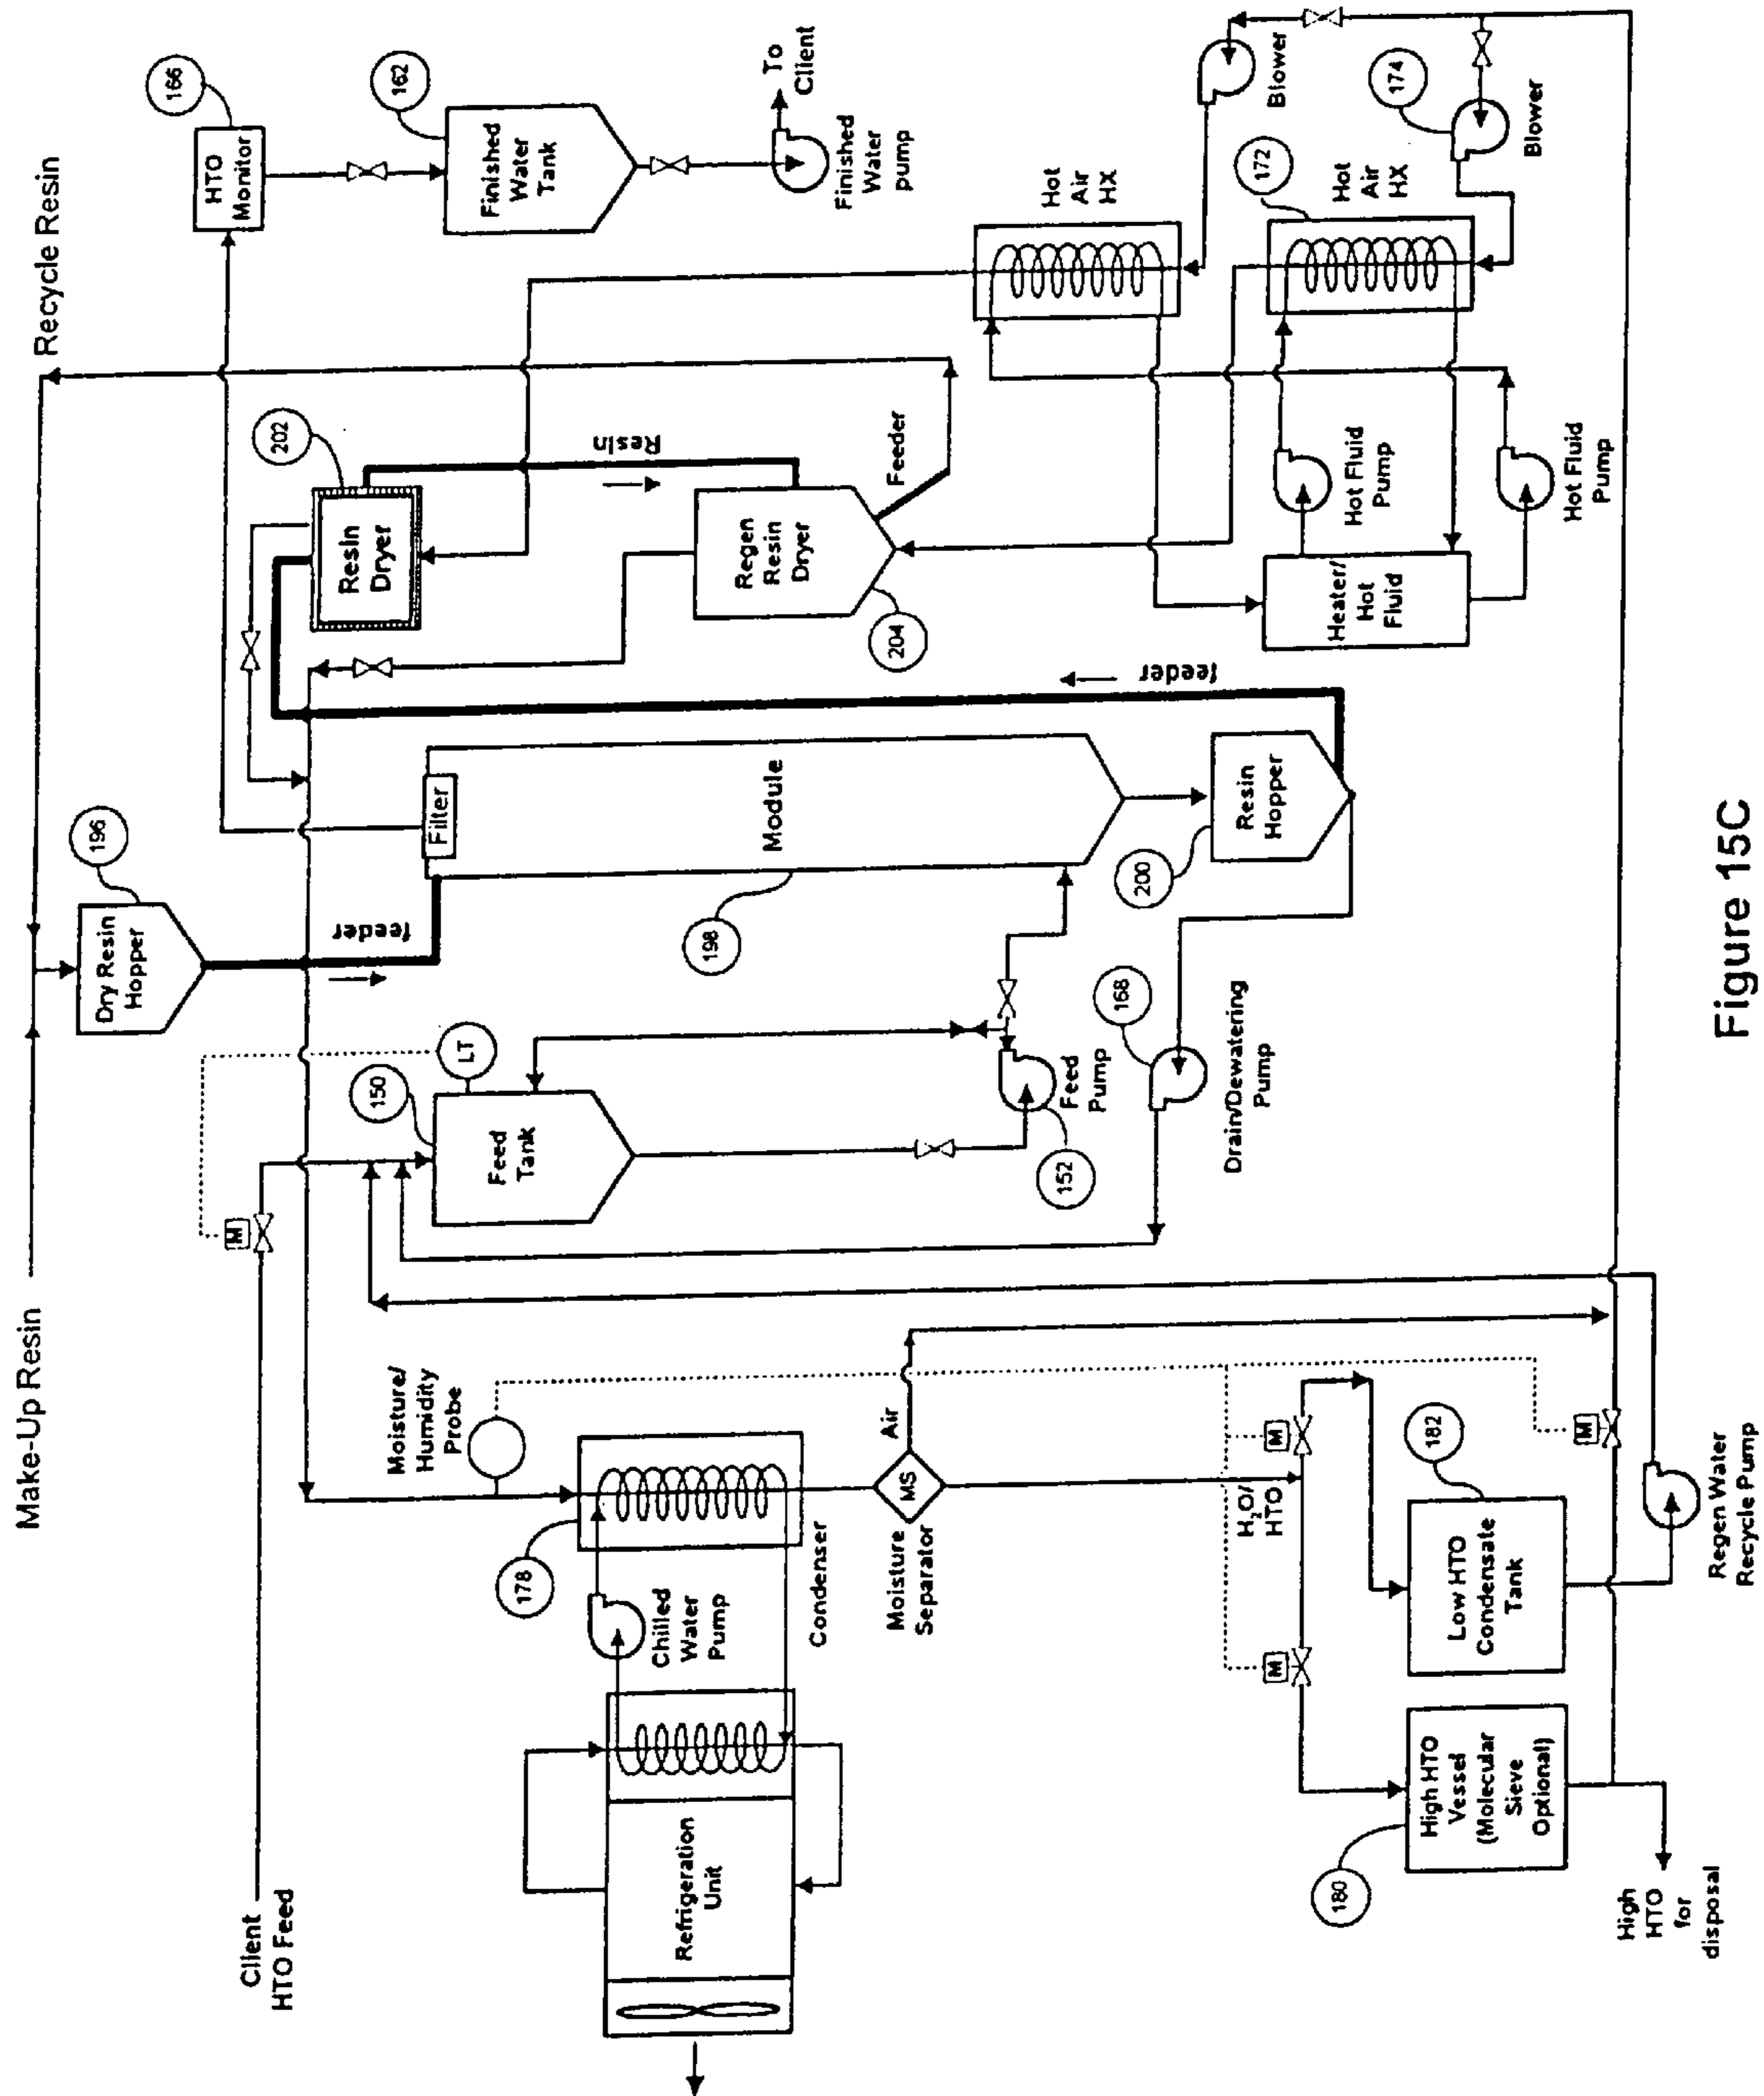 Make-Up Resin
Recycle Resin
Client
HTO Feed
196
Dry Resin
Hopper
feeder
166
HTO
Monitor
202
Resin
Dryer
162
Finished
Water
Tank
To
Client
Finished
Water
pump
M
150
LT
Feed
Tank
Filter
Module
198
feeder
Resin
Regen
Resin
Dryer
204
Feeder
Moisture/
Humidity
Probe
178
Chilled
Water
Pump
Condenser
Refrigeration
Unit
Feed
Pump
152
168
Drain/Dewatering
Pump
200
Resin
Hopper
Hot
Air
HX
Blower
172
Hot
Air
HX
174
Blower
Hot Fluid
Pump
Heater/
Hot
Fluid
Hot Fluid
Pump
Moisture
Separator
MS
Air
H2O/
HTO
M
M
M
180
High HTO
Vessel
(Molecular
Sieve
Optional)
182
Low HTO
Condensate
Tank
High
HTO
for
disposal
Regen Water
Recycle Pump
Figure 15C